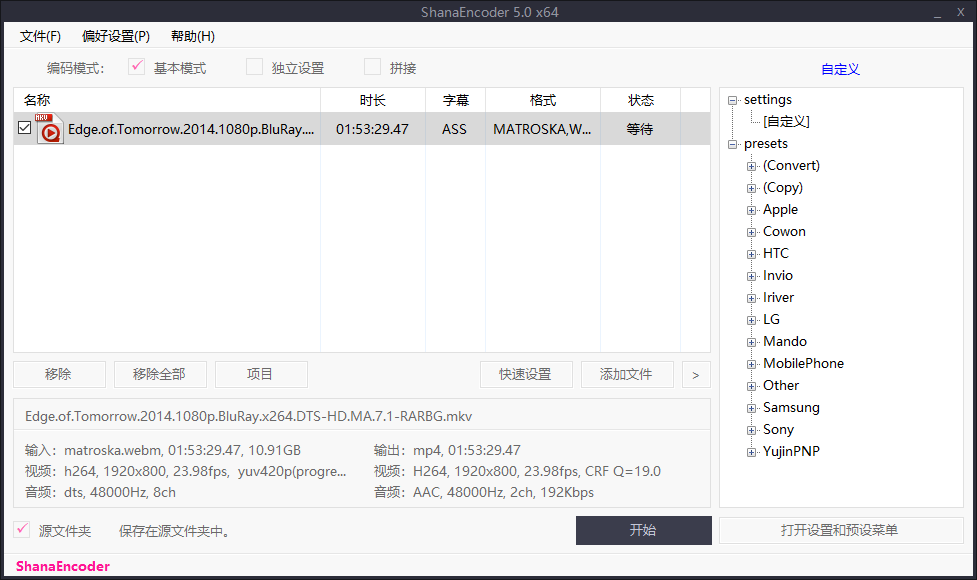 ShanaEncoder 5.0 x64
_ X
文件(F) 偏好设置(P) 帮助(H)
编码模式： 基本模式 独立设置 拼接
自定义
名称 时长 字幕 格式 状态
MKV Edge.of.Tomorrow.2014.1080p.BluRay.... 01:53:29.47 ASS MATROSKA,W... 等待
settings
[自定义]
presets
(Convert)
(Copy)
Apple
Cowon
HTC
Invio
Iriver
LG
Mando
MobilePhone
Other
Samsung
Sony
YujinPNP
移除 移除全部 项目 快速设置 添加文件 >
Edge.of.Tomorrow.2014.1080p.BluRay.x264.DTS-HD.MA.7.1-RARBG.mkv
输入： matroska.webm, 01:53:29.47, 10.91GB 输出： mp4, 01:53:29.47
视频： h264, 1920x800, 23.98fps, yuv420p(progre... 视频： H264, 1920x800, 23.98fps, CRF Q=19.0
音频： dts, 48000Hz, 8ch 音频： AAC, 48000Hz, 2ch, 192Kbps
源文件夹 保存在源文件夹中。 开始 打开设置和预设菜单
ShanaEncoder